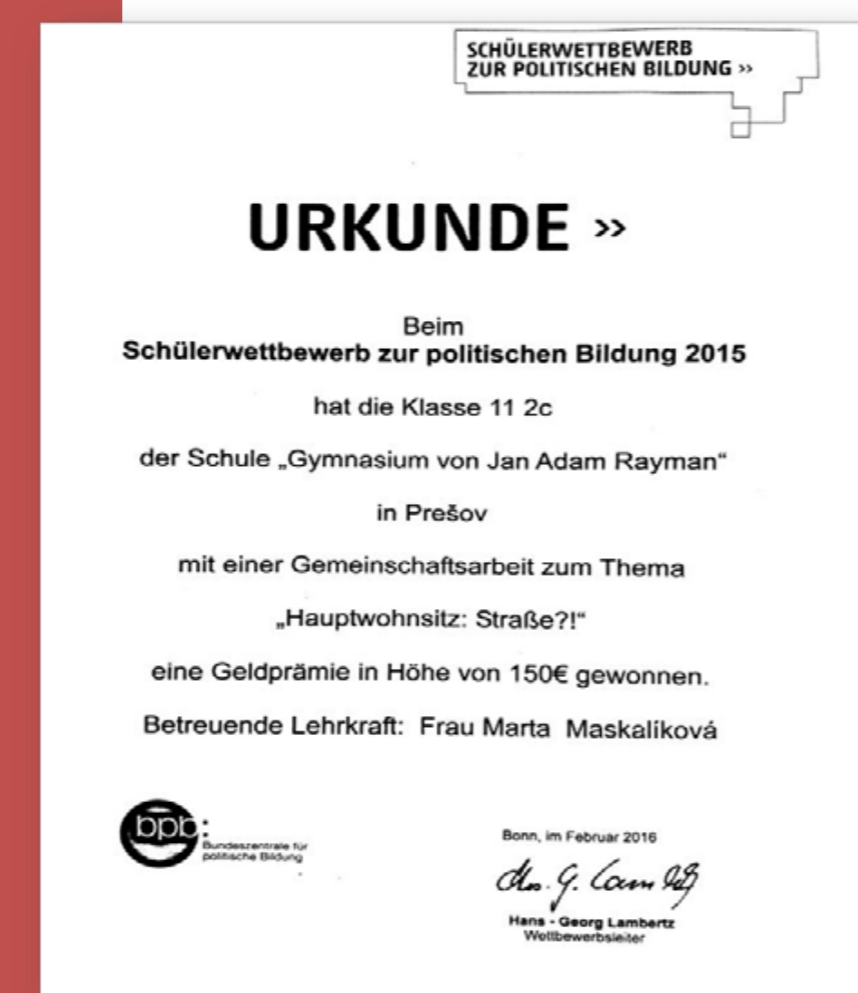 SCHÜLERWETTBEWERB
ZUR POLITISCHEN BILDUNG »
URKUNDE »
Beim
Schülerwettbewerb zur politischen Bildung 2015
hat die Klasse 11 2c
der Schule „Gymnasium von Jan Adam Rayman“
in Prešov
mit einer Gemeinschaftsarbeit zum Thema
„Hauptwohnsitz: Straße?!“
eine Geldprämie in Höhe von 150€ gewonnen.
Betreuende Lehrkraft: Frau Marta Maskalíková
bpb:
Bundeszentrale für
politische Bildung
Bonn, im Februar 2016
Hans - Georg Lambertz
Wettbewerbsleiter